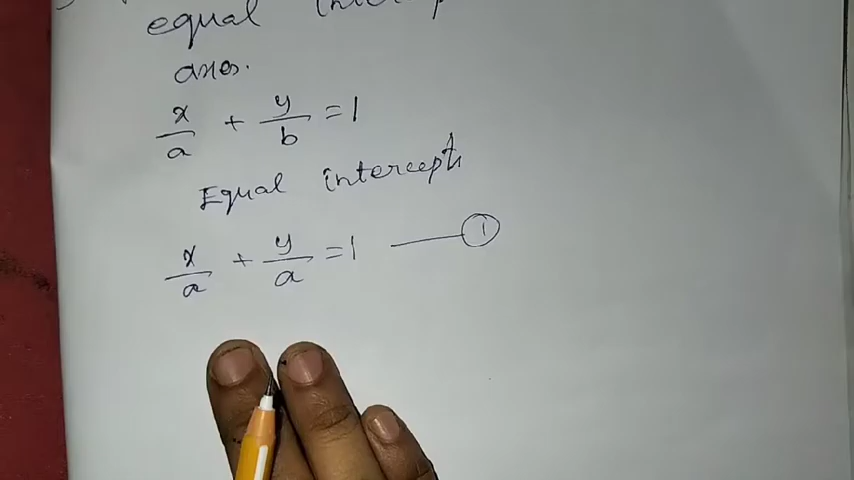 equal
axes.
x/a + y/b = 1
Equal intercepts
x/a + y/a = 1 —— ①